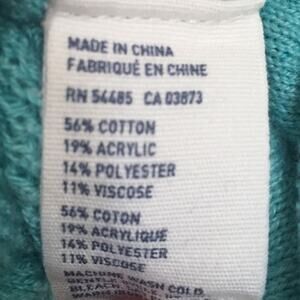 MADE IN CHINA
FABRIQUÉ EN CHINE
RN 54485 CA 03873
56% COTTON
19% ACRYLIC
14% POLYESTER
11% VISCOSE
56% COTON
19% ACRYLIQUE
14% POLYESTER
11% VISCOSE
MACHINE WASH COLD